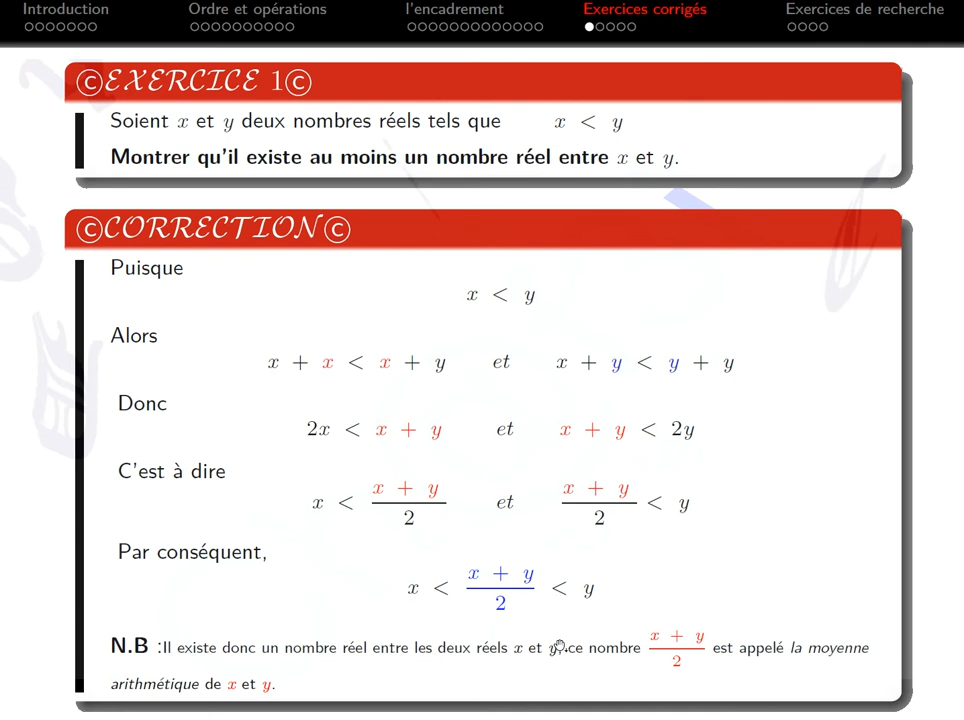 Introduction Ordre et opérations l'encadrement Exercices corrigés Exercices de recherche
©EXERCICE 1©
Soient x et y deux nombres réels tels que x < y
Montrer qu'il existe au moins un nombre réel entre x et y.
©CORRECTION©
Puisque
x < y
Alors
x + x < x + y et x + y < y + y
Donc
2x < x + y et x + y < 2y
C'est à dire
x < (x + y)/2 et (x + y)/2 < y
Par conséquent,
x < (x + y)/2 < y
N.B :Il existe donc un nombre réel entre les deux réels x et y, ce nombre (x + y)/2 est appelé la moyenne
arithmétique de x et y.